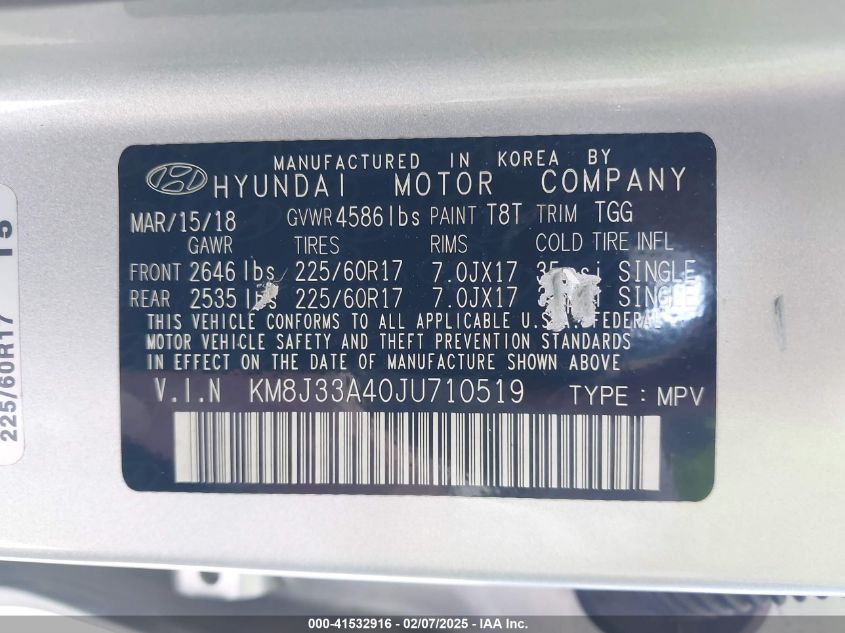 MANUFACTURED IN KOREA BY
HYUNDAI MOTOR COMPANY
MAR/15/18 GVWR 4586 lbs PAINT T8T TRIM TGG
GAWR TIRES RIMS COLD TIRE INFL
FRONT 2646 lbs 225/60R17 7.0JX17 SINGLE
REAR 2535 225/60R17 7.0JX17 SINGLE
THIS VEHICLE CONFORMS TO ALL APPLICABLE U.S.A. FEDERAL
MOTOR VEHICLE SAFETY AND THEFT PREVENTION STANDARDS
IN EFFECT ON THE DATE OF MANUFACTURE SHOWN ABOVE
V.I.N KM8J33A40JU710519 TYPE : MPV
225/60R17
000-41532916 - 02/07/2025 - IAA Inc.